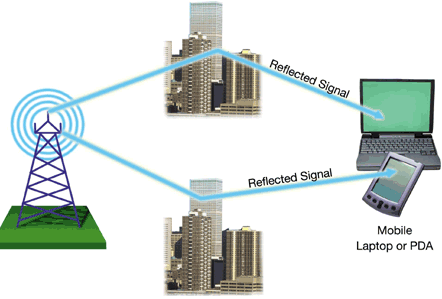 Reflected Signal
Reflected Signal
Mobile
Laptop or PDA